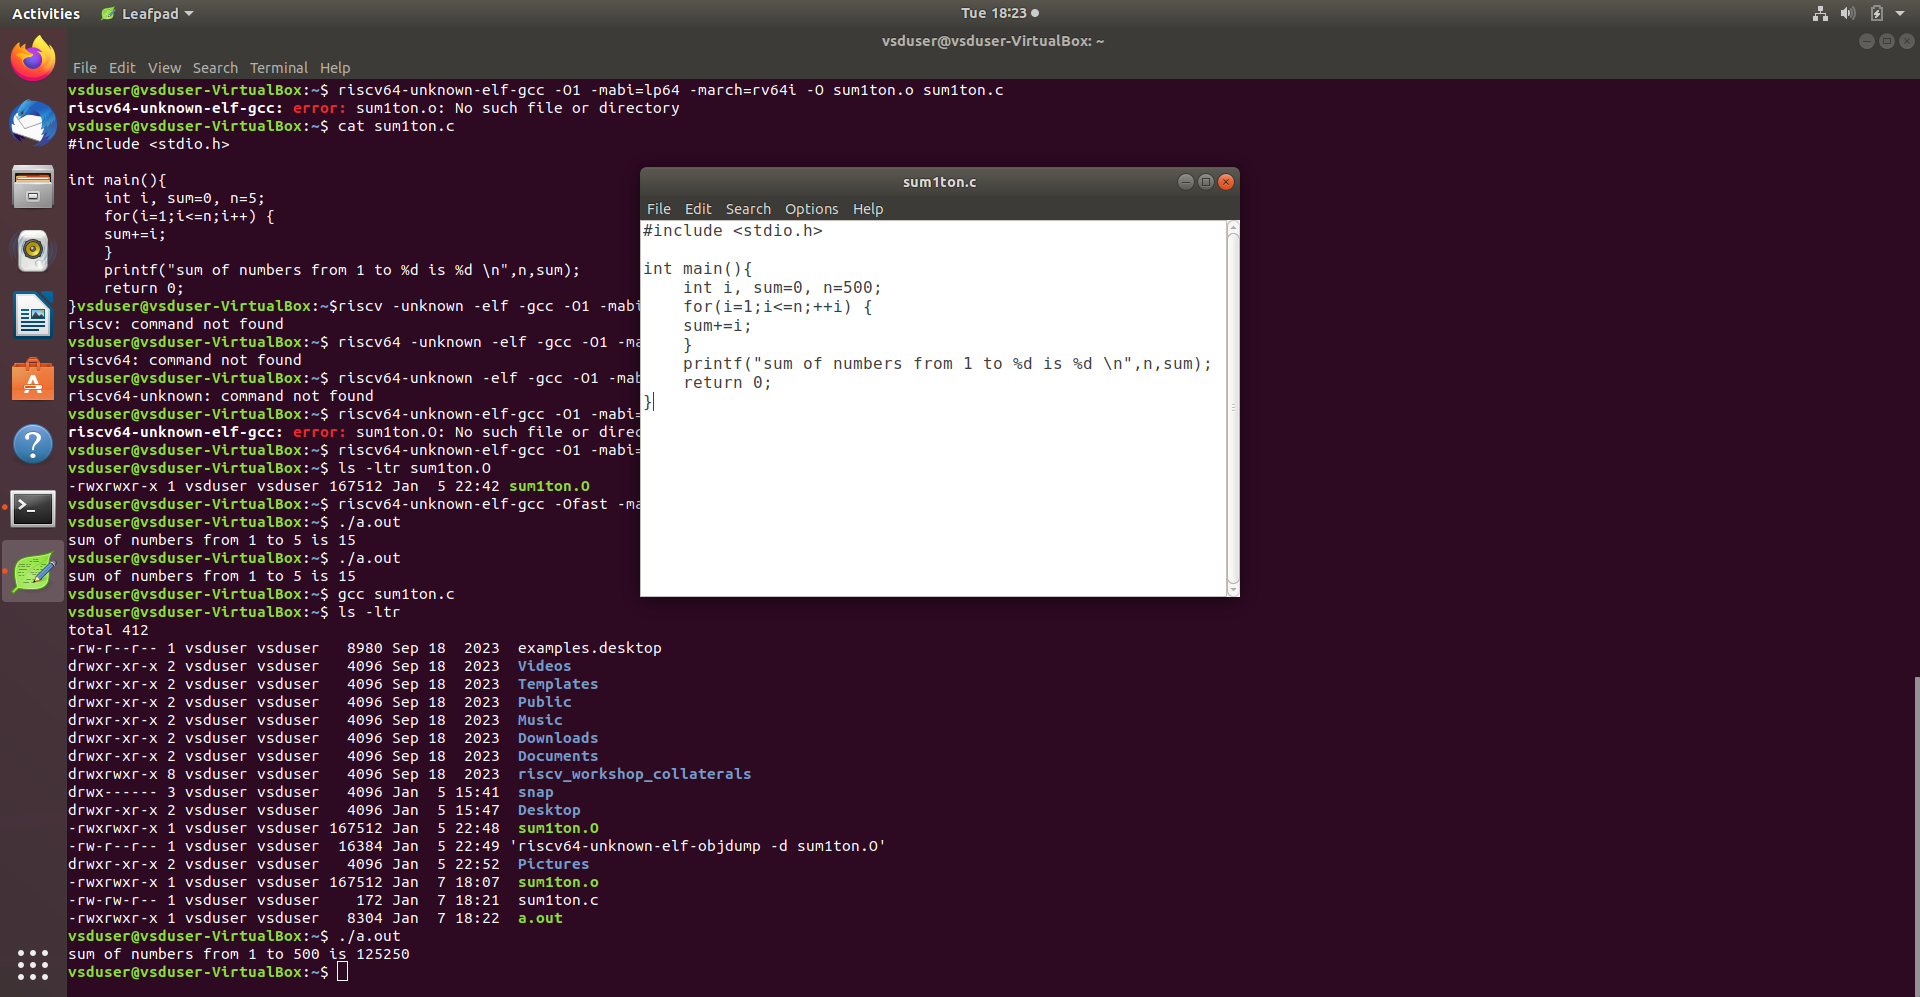 Activities Leafpad Tue 18:23
vsduser@vsduser-VirtualBox: ~
File Edit View Search Terminal Help
vsduser@vsduser-VirtualBox:~$ riscv64-unknown-elf-gcc -O1 -mabi=lp64 -march=rv64i -O sum1ton.o sum1ton.c
riscv64-unknown-elf-gcc: error: sum1ton.o: No such file or directory
vsduser@vsduser-VirtualBox:~$ cat sum1ton.c
#include <stdio.h>
int main(){
    int i, sum=0, n=5;
    for(i=1;i<=n;i++) {
    sum+=i;
    }
    printf("sum of numbers from 1 to %d is %d \n",n,sum);
    return 0;
}vsduser@vsduser-VirtualBox:~$riscv -unknown -elf -gcc -O1 -mabi
riscv: command not found
vsduser@vsduser-VirtualBox:~$ riscv64 -unknown -elf -gcc -O1 -ma
riscv64: command not found
vsduser@vsduser-VirtualBox:~$ riscv64-unknown -elf -gcc -O1 -mab
riscv64-unknown: command not found
vsduser@vsduser-VirtualBox:~$ riscv64-unknown-elf-gcc -O1 -mabi=
riscv64-unknown-elf-gcc: error: sum1ton.O: No such file or direc
vsduser@vsduser-VirtualBox:~$ riscv64-unknown-elf-gcc -O1 -mabi=
vsduser@vsduser-VirtualBox:~$ ls -ltr sum1ton.O
-rwxrwxr-x 1 vsduser vsduser 167512 Jan  5 22:42 sum1ton.O
vsduser@vsduser-VirtualBox:~$ riscv64-unknown-elf-gcc -Ofast -ma
vsduser@vsduser-VirtualBox:~$ ./a.out
sum of numbers from 1 to 5 is 15
vsduser@vsduser-VirtualBox:~$ ./a.out
sum of numbers from 1 to 5 is 15
vsduser@vsduser-VirtualBox:~$ gcc sum1ton.c
vsduser@vsduser-VirtualBox:~$ ls -ltr
total 412
-rw-r--r-- 1 vsduser vsduser   8980 Sep 18  2023  examples.desktop
drwxr-xr-x 2 vsduser vsduser   4096 Sep 18  2023  Videos
drwxr-xr-x 2 vsduser vsduser   4096 Sep 18  2023  Templates
drwxr-xr-x 2 vsduser vsduser   4096 Sep 18  2023  Public
drwxr-xr-x 2 vsduser vsduser   4096 Sep 18  2023  Music
drwxr-xr-x 2 vsduser vsduser   4096 Sep 18  2023  Downloads
drwxr-xr-x 2 vsduser vsduser   4096 Sep 18  2023  Documents
drwxrwxr-x 8 vsduser vsduser   4096 Sep 18  2023  riscv_workshop_collaterals
drwx------ 3 vsduser vsduser   4096 Jan  5 15:41  snap
drwxr-xr-x 2 vsduser vsduser   4096 Jan  5 15:47  Desktop
-rwxrwxr-x 1 vsduser vsduser 167512 Jan  5 22:48  sum1ton.O
-rw-r--r-- 1 vsduser vsduser  16384 Jan  5 22:49 'riscv64-unknown-elf-objdump -d sum1ton.O'
drwxr-xr-x 2 vsduser vsduser   4096 Jan  5 22:52  Pictures
-rwxrwxr-x 1 vsduser vsduser 167512 Jan  7 18:07  sum1ton.o
-rw-rw-r-- 1 vsduser vsduser    172 Jan  7 18:21  sum1ton.c
-rwxrwxr-x 1 vsduser vsduser   8304 Jan  7 18:22  a.out
vsduser@vsduser-VirtualBox:~$ ./a.out
sum of numbers from 1 to 500 is 125250
vsduser@vsduser-VirtualBox:~$
sum1ton.c
File Edit Search Options Help
#include <stdio.h>
int main(){
    int i, sum=0, n=500;
    for(i=1;i<=n;++i) {
    sum+=i;
    }
    printf("sum of numbers from 1 to %d is %d \n",n,sum);
    return 0;
}